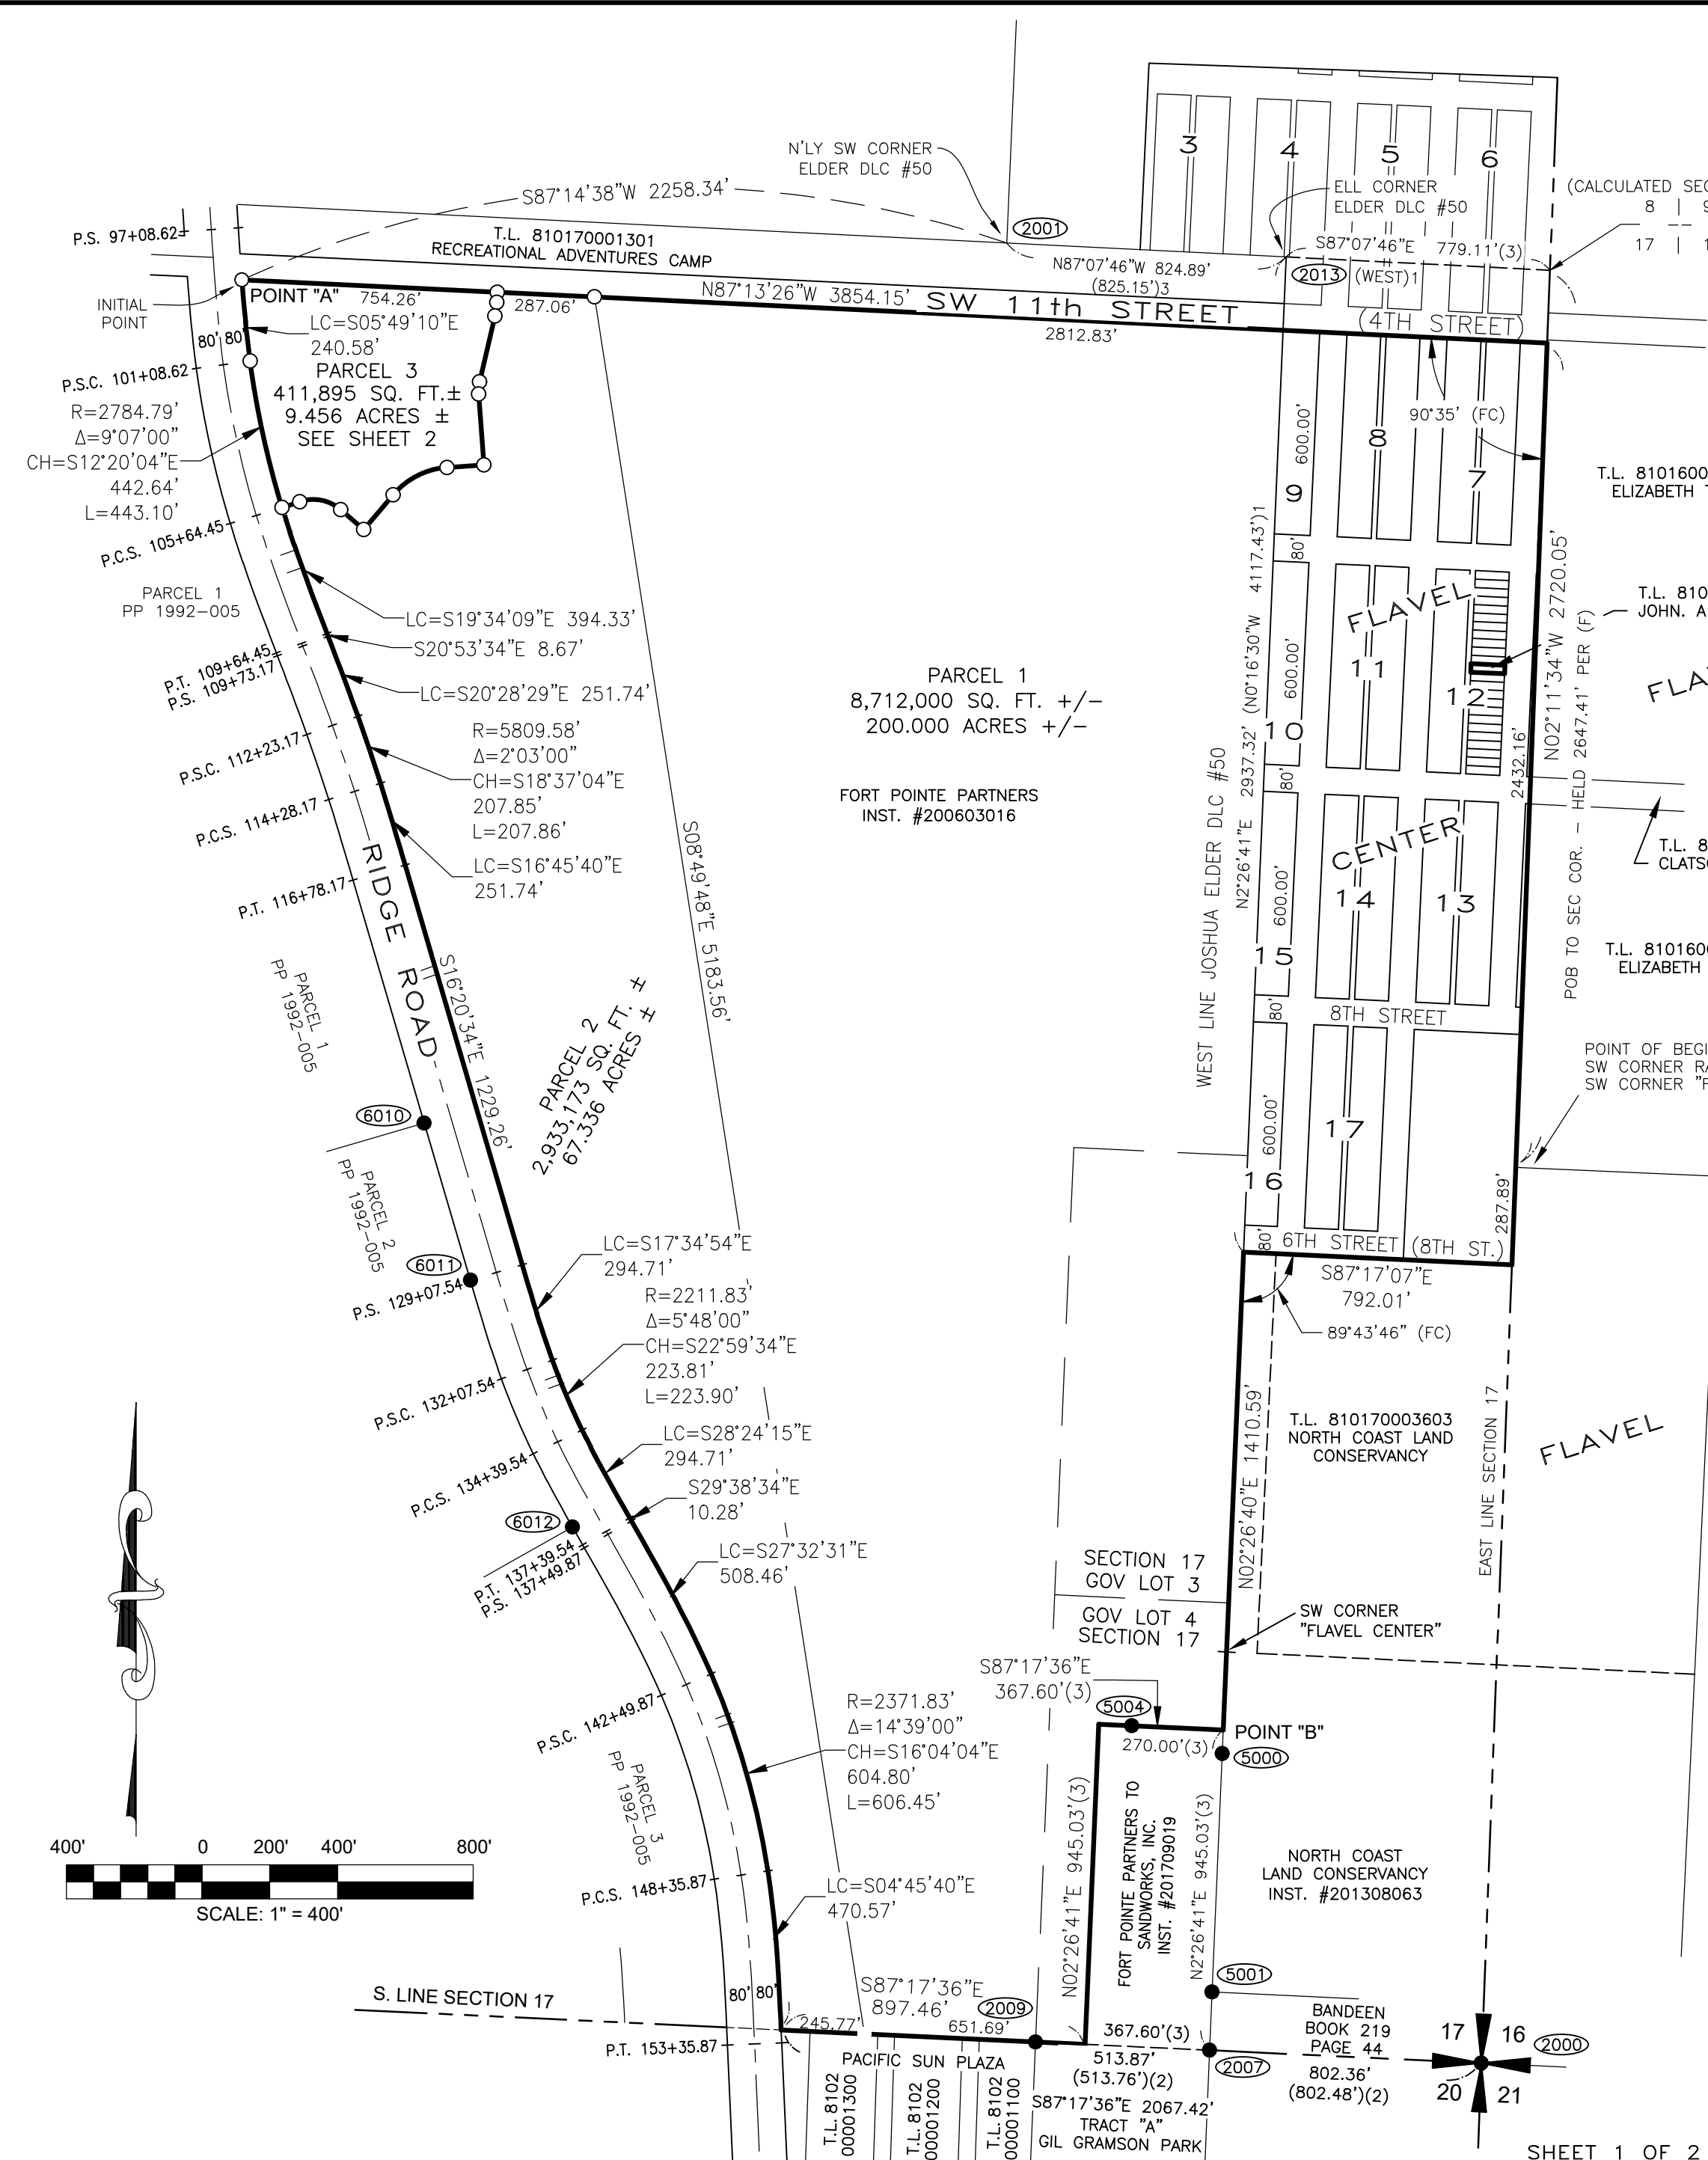 3
4
5
6
N'LY SW CORNER
ELDER DLC #50
ELL CORNER
ELDER DLC #50
(CALCULATED
8
17
S87°14'38"W 2258.34'
2001
S87°07'46"E 779.11'(3)
P.S. 97+08.62
T.L. 810170001301
RECREATIONAL ADVENTURES CAMP
N87°07'46"W 824.89'
(825.15')3
2013
(WEST)1
INITIAL
POINT
POINT "A"
754.26'
287.06'
N87°13'26"W 3854.15'
SW 11th STREET
(4TH STREET)
2812.83'
80' 80'
LC=S05°49'10"E
240.58'
PARCEL 3
411,895 SQ. FT.±
9.456 ACRES ±
SEE SHEET 2
P.S.C. 101+08.62
R=2784.79'
Δ=9°07'00"
CH=S12°20'04"E
442.64'
L=443.10'
P.C.S. 105+64.45
90°35' (FC)
600.00'
8
7
9
T.L. 8101600
ELIZABETH
80'
N2°26'41"E 2937.32' (N0°16'30"W 4117.43')1
N02°11'34"W 2720.05'
POB TO SEC COR. - HELD 2647.41' PER (F)
PARCEL 1
PP 1992-005
LC=S19°34'09"E 394.33'
S20°53'34"E 8.67'
P.T. 109+64.45
P.S. 109+73.17
LC=S20°28'29"E 251.74'
FLAVEL
T.L. 810
JOHN. A
600.00'
11
12
PARCEL 1
8,712,000 SQ. FT. +/-
200.000 ACRES +/-
P.S.C. 112+23.17
R=5809.58'
Δ=2°03'00"
CH=S18°37'04"E
207.85'
L=207.86'
10
80'
2432.16'
FORT POINTE PARTNERS
INST. #200603016
P.C.S. 114+28.17
LC=S16°45'40"E
251.74'
S08°49'48"E 5183.56'
WEST LINE JOSHUA ELDER DLC #50
CENTER
P.T. 116+78.17
RIDGE ROAD
600.00'
14
13
T.L. 810160
ELIZABETH
15
80'
8TH STREET
PARCEL 1
PP 1992-005
S16°20'34"E 1229.26'
PARCEL 2
2,933,173 SQ. FT. ±
67.336 ACRES ±
POINT OF
SW CORNER
SW CORNER
6010
600.00'
17
16
PARCEL 2
PP 1992-005
287.89'
80'
6TH STREET
(8TH ST.)
S87°17'07"E
792.01'
89°43'46" (FC)
6011
P.S. 129+07.54
LC=S17°34'54"E
294.71'
R=2211.83'
Δ=5°48'00"
CH=S22°59'34"E
223.81'
L=223.90'
P.S.C. 132+07.54
LC=S28°24'15"E
294.71'
P.C.S. 134+39.54
S29°38'34"E
10.28'
6012
P.T. 137+39.54
P.S. 137+49.87
LC=S27°32'31"E
508.46'
N02°26'40"E 1410.59'
T.L. 810170003603
NORTH COAST LAND
CONSERVANCY
EAST LINE SECTION 17
FLAVEL
SECTION 17
GOV LOT 3
GOV LOT 4
SECTION 17
SW CORNER
"FLAVEL CENTER"
S87°17'36"E
367.60'(3)
5004
270.00'(3)
POINT "B"
5000
P.S.C. 142+49.87
R=2371.83'
Δ=14°39'00"
CH=S16°04'04"E
604.80'
L=606.45'
PARCEL 3
PP 1992-005
N02°26'41"E 945.03'(3)
FORT POINTE PARTNERS TO
SANDWORKS, INC.
INST. #201709019
N2°26'41"E 945.03'(3)
NORTH COAST
LAND CONSERVANCY
INST. #201308063
400'
0
200'
400'
800'
SCALE: 1" = 400'
P.C.S. 148+35.87
LC=S04°45'40"E
470.57'
S. LINE SECTION 17
80' 80'
S87°17'36"E
897.46'
245.77'
651.69'
2009
5001
367.60'(3)
BANDEEN
BOOK 219
PAGE 44
17
16
20
21
2000
P.T. 153+35.87
PACIFIC SUN PLAZA
513.87'
(513.76')(2)
2007
802.36'
(802.48')(2)
T.L. 8102
00001300
T.L. 8102
00001200
T.L. 8102
00001100
S87°17'36"E 2067.42'
TRACT "A"
GIL GRAMSON PARK
SHEET 1 OF 2